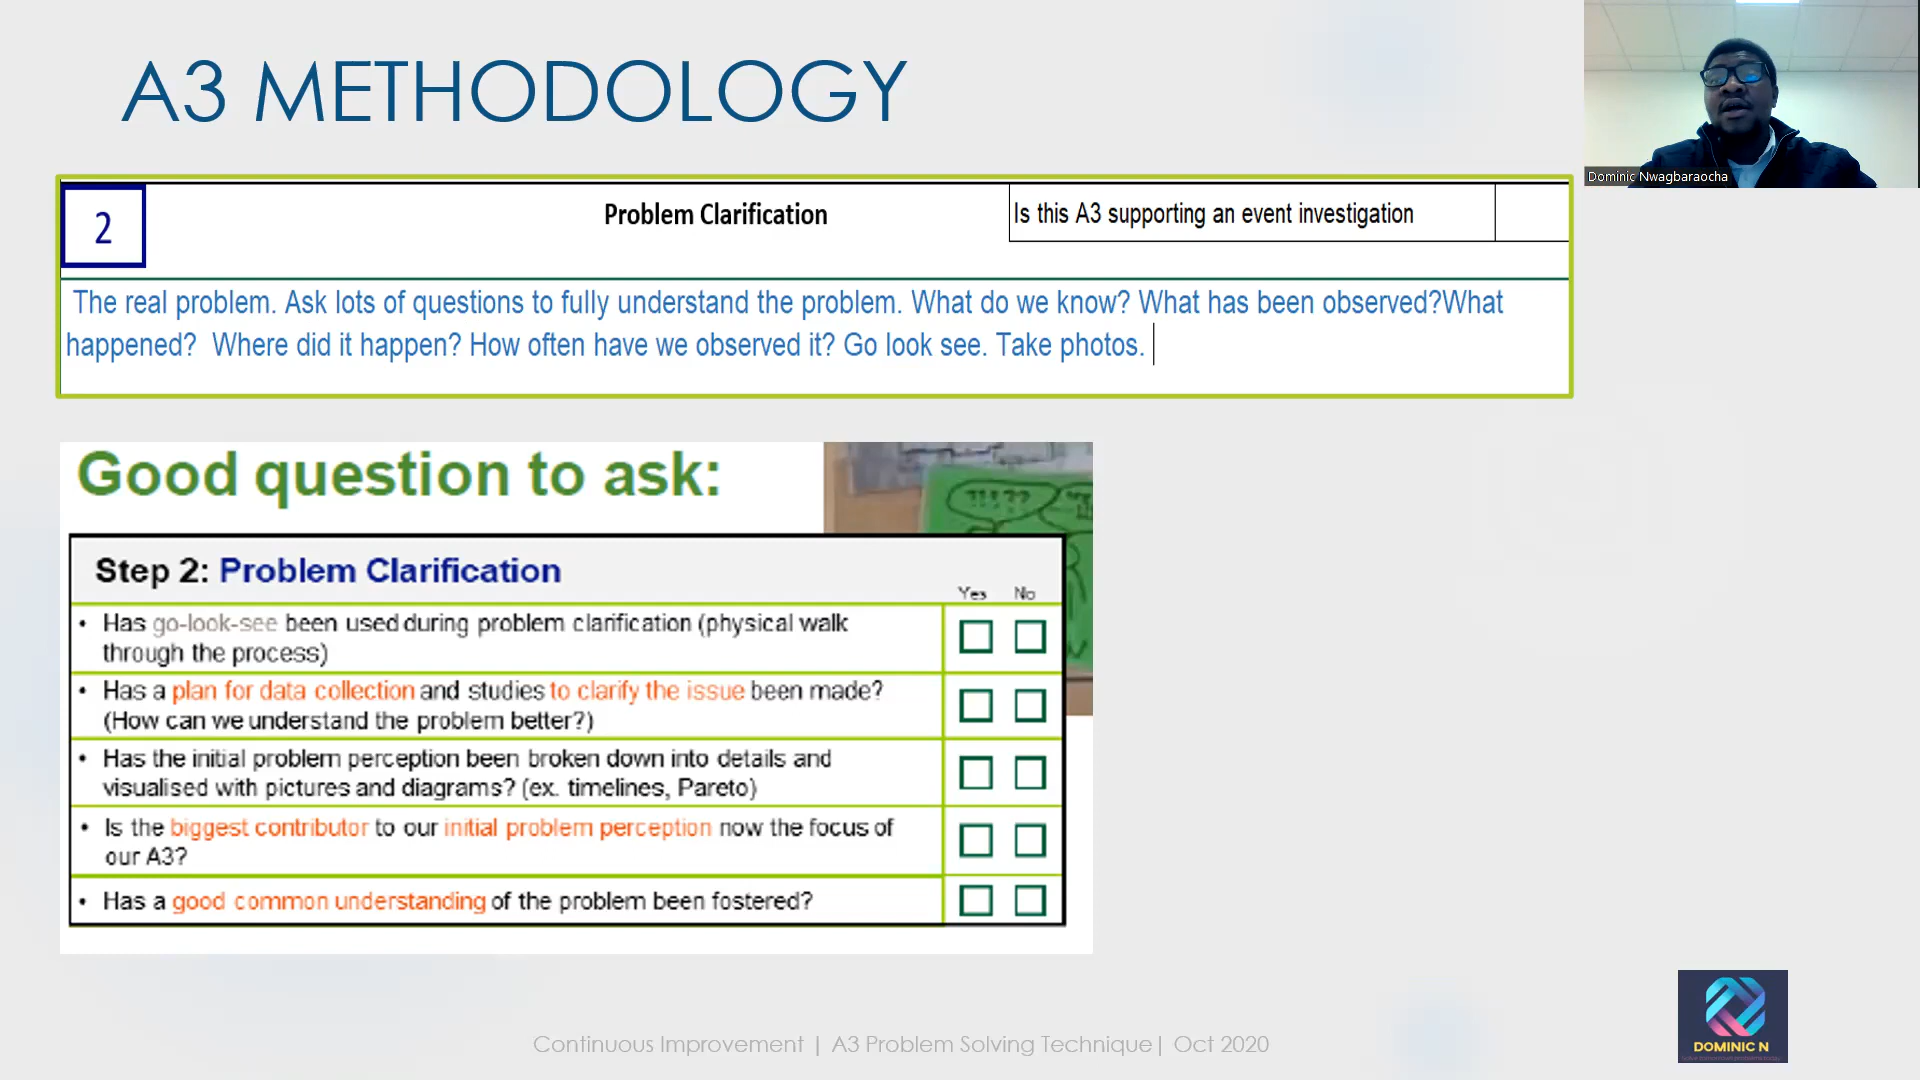 A3 METHODOLOGY
Dominic Nwagbaraocha
2
Problem Clarification
Is this A3 supporting an event investigation
The real problem. Ask lots of questions to fully understand the problem. What do we know? What has been observed?What
happened? Where did it happen? How often have we observed it? Go look see. Take photos.
Good question to ask:
Step 2: Problem Clarification
Yes No
• Has go-look-see been used during problem clarification (physical walk
through the process)
• Has a plan for data collection and studies to clarify the issue been made?
(How can we understand the problem better?)
• Has the initial problem perception been broken down into details and
visualised with pictures and diagrams? (ex. timelines, Pareto)
• Is the biggest contributor to our initial problem perception now the focus of
our A3?
• Has a good common understanding of the problem been fostered?
DOMINIC N
Continuous Improvement | A3 Problem Solving Technique| Oct 2020